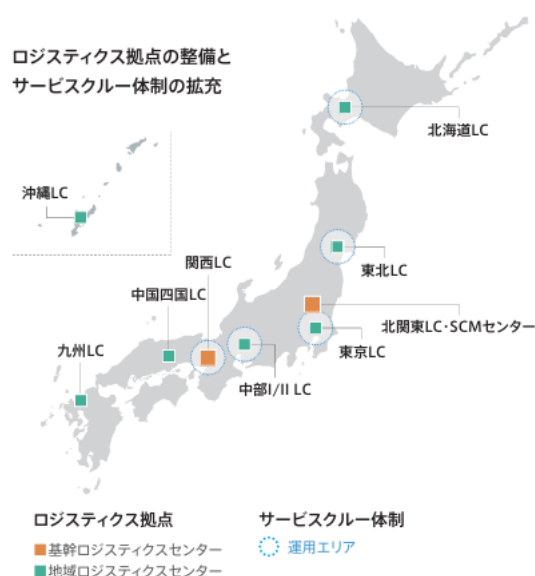 ロジスティクス拠点の整備と
サービスクルー体制の拡充
北海道LC
沖縄LC
東北LC
関西LC
中国四国LC
北関東LC・SCMセンター
九州LC
東京LC
中部I/II LC
ロジスティクス拠点
基幹ロジスティクスセンター
地域ロジスティクスセンター
サービスクルー体制
運用エリア